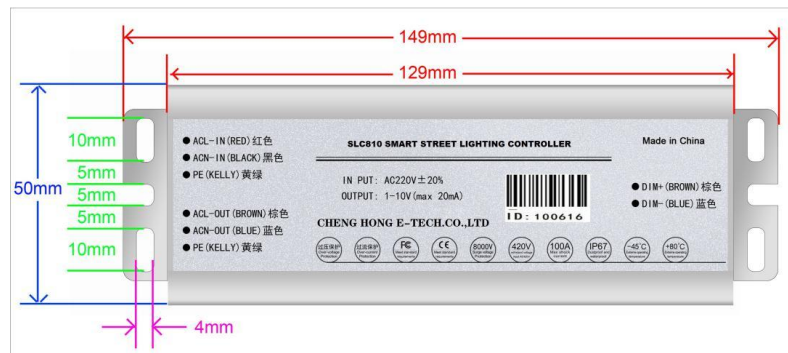 149mm
129mm
10mm
5mm
50mm
5mm
5mm
10mm
4mm
● ACL-IN(RED)红色
● ACN-IN(BLACK)黑色
● PE(KELLY)黄绿
● ACL-OUT(BROWN)棕色
● ACN-OUT(BLUE)蓝色
● PE(KELLY)黄绿
SLC810 SMART STREET LIGHTING CONTROLLER
IN PUT: AC220V±20%
OUTPUT: 1-10V(max 20mA)
CHENG HONG E-TECH.CO.,LTD
ID:100616
Made in China
● DIM+(BROWN)棕色
● DIM-(BLUE)蓝色
过压保护
过流保护
FC
CE
8000V
420V
100A
IP67
-45℃
+80℃